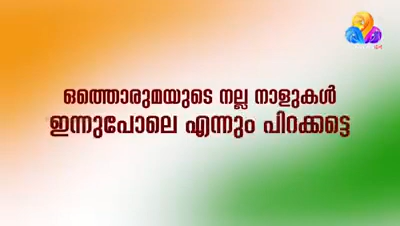 ഒത്തൊരുമയുടെ നല്ല നാളുകൾ
ഇന്നുപോലെ എന്നും പിറക്കട്ടെ